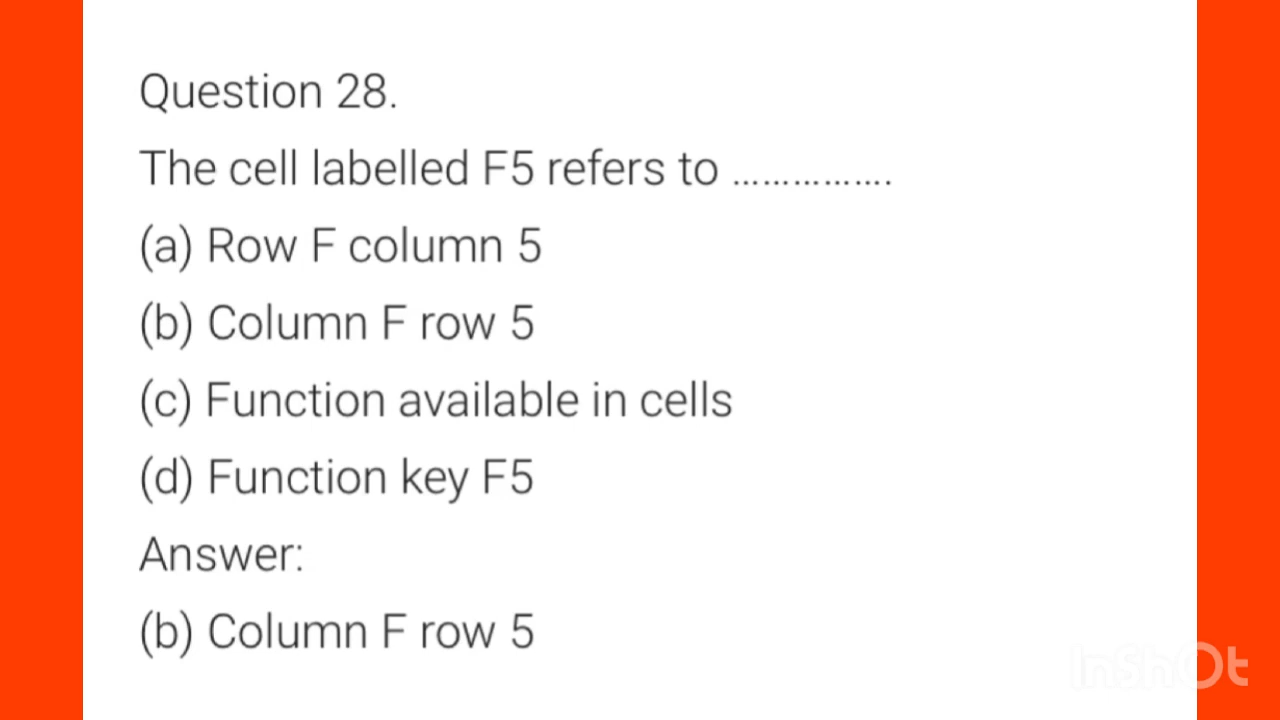 Question 28.
The cell labelled F5 refers to …………….
(a) Row F column 5
(b) Column F row 5
(c) Function available in cells
(d) Function key F5
Answer:
(b) Column F row 5
InShOt